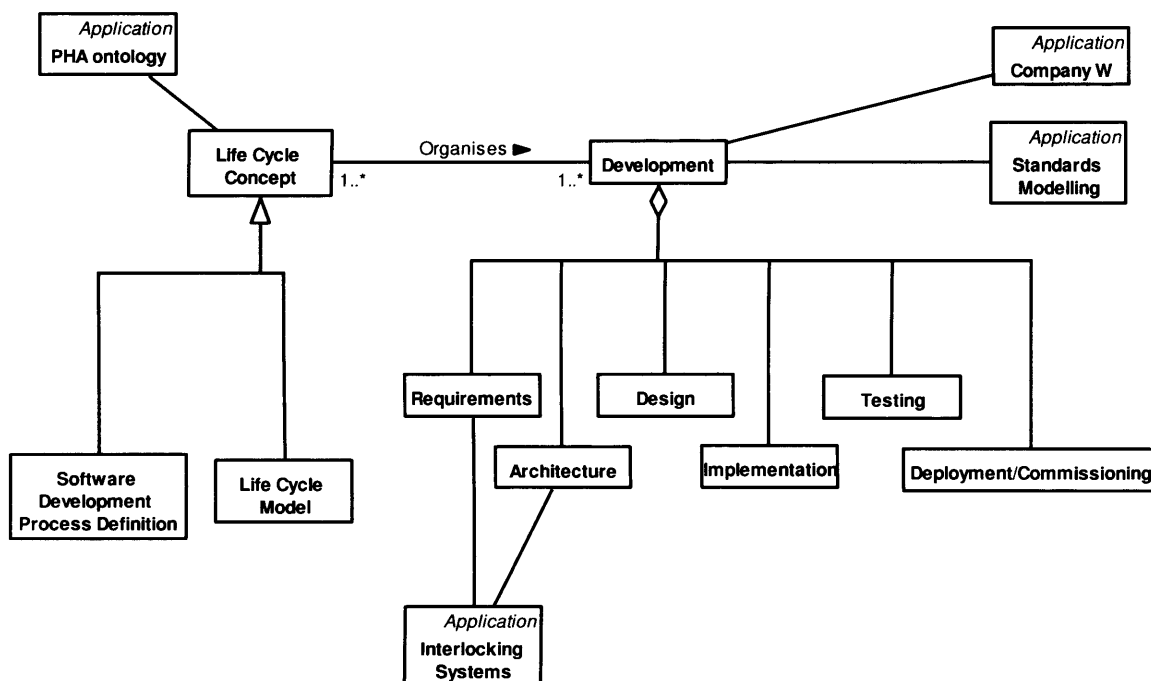 Application
PHA ontology
Application
Company W
Life Cycle
Concept
Organises ►
1..*
1..*
Development
Application
Standards
Modelling
Requirements
Design
Testing
Architecture
Implementation
Deployment/Commissioning
Software
Development
Process Definition
Life Cycle
Model
Application
Interlocking
Systems